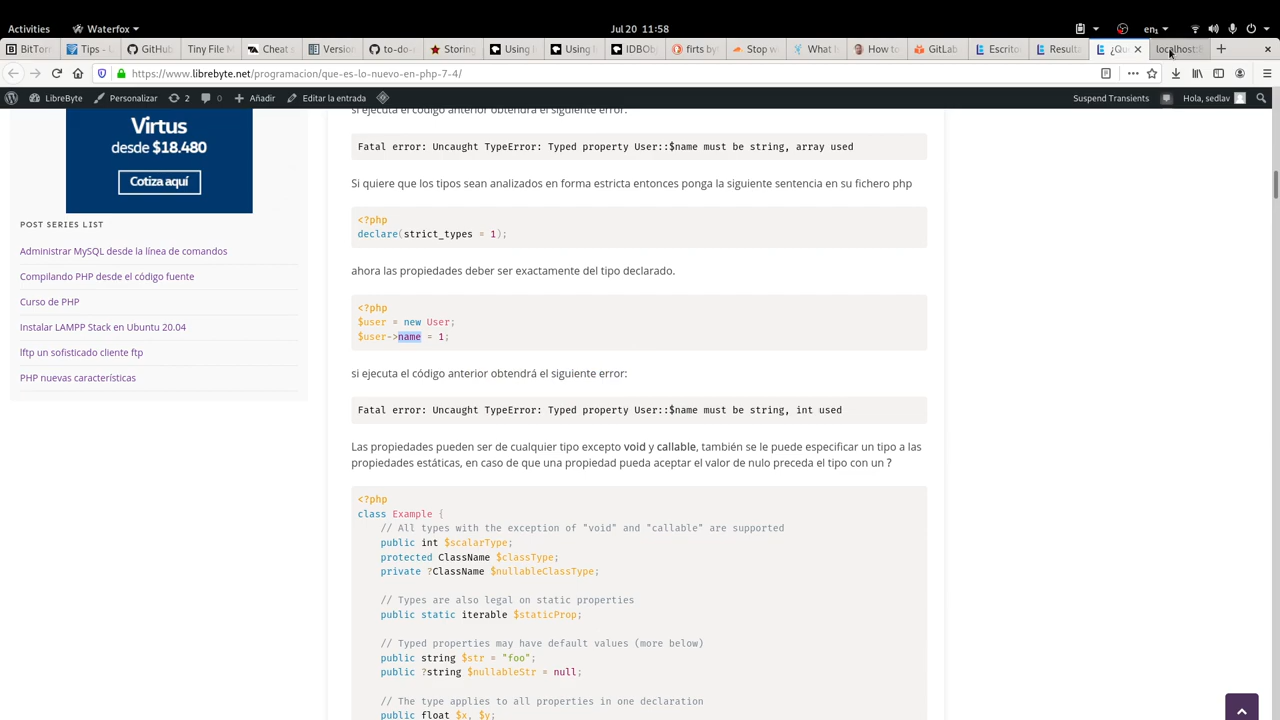 Activities
Waterfox
Jul 20 11:58
en₁
BitTorr
Tips - L
GitHub
Tiny File M
Cheat
Version
to-do-
Storing
Using I
Using
IDBOb
firts by
Stop w
What
How to
GitLab
Escrito
Resulta
¿Qu
localhost:
https://www.librebyte.net/programacion/que-es-lo-nuevo-en-php-7-4/
LibreByte
Personalizar
2
0
Añadir
Editar la entrada
Suspend Transients
Hola, sedlav
Virtus
desde $18.480
Cotiza aquí
POST SERIES LIST
Administrar MySQL desde la línea de comandos
Compilando PHP desde el código fuente
Curso de PHP
Instalar LAMPP Stack en Ubuntu 20.04
lftp un sofisticado cliente ftp
PHP nuevas características
si ejecuta el código anterior obtendrá el siguiente error:
Fatal error: Uncaught TypeError: Typed property User::$name must be string, array used
Si quiere que los tipos sean analizados en forma estricta entonces ponga la siguiente sentencia en su fichero php
<?php
declare(strict_types = 1);
ahora las propiedades deber ser exactamente del tipo declarado.
<?php
$user = new User;
$user->name = 1;
si ejecuta el código anterior obtendrá el siguiente error:
Fatal error: Uncaught TypeError: Typed property User::$name must be string, int used
Las propiedades pueden ser de cualquier tipo excepto void y callable, también se le puede especificar un tipo a las
propiedades estáticas, en caso de que una propiedad pueda aceptar el valor de nulo preceda el tipo con un ?
<?php
class Example {
// All types with the exception of "void" and "callable" are supported
public int $scalarType;
protected ClassName $classType;
private ?ClassName $nullableClassType;
// Types are also legal on static properties
public static iterable $staticProp;
// Typed properties may have default values (more below)
public string $str = "foo";
public ?string $nullableStr = null;
// The type applies to all properties in one declaration
public float $x, $y;